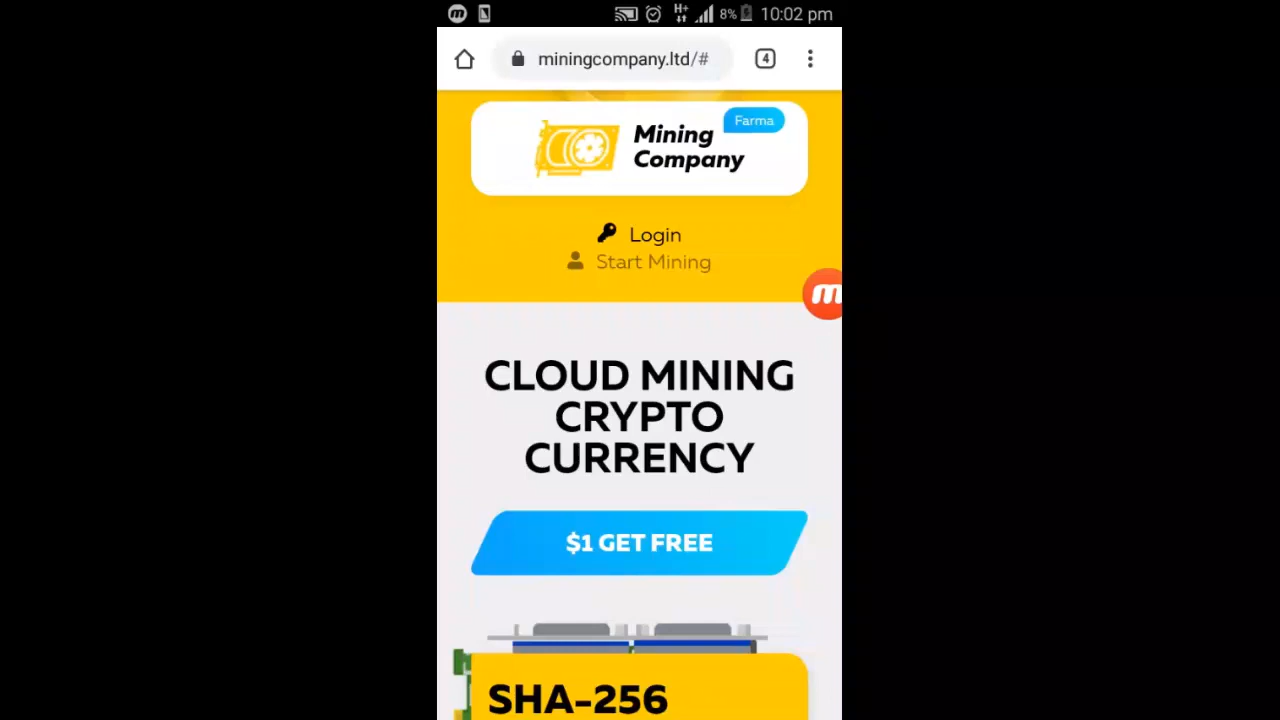 H+
8%
10:02 pm
miningcompany.ltd/#
4
Mining
Company
Farma
Login
Start Mining
CLOUD MINING
CRYPTO
CURRENCY
$1 GET FREE
SHA-256